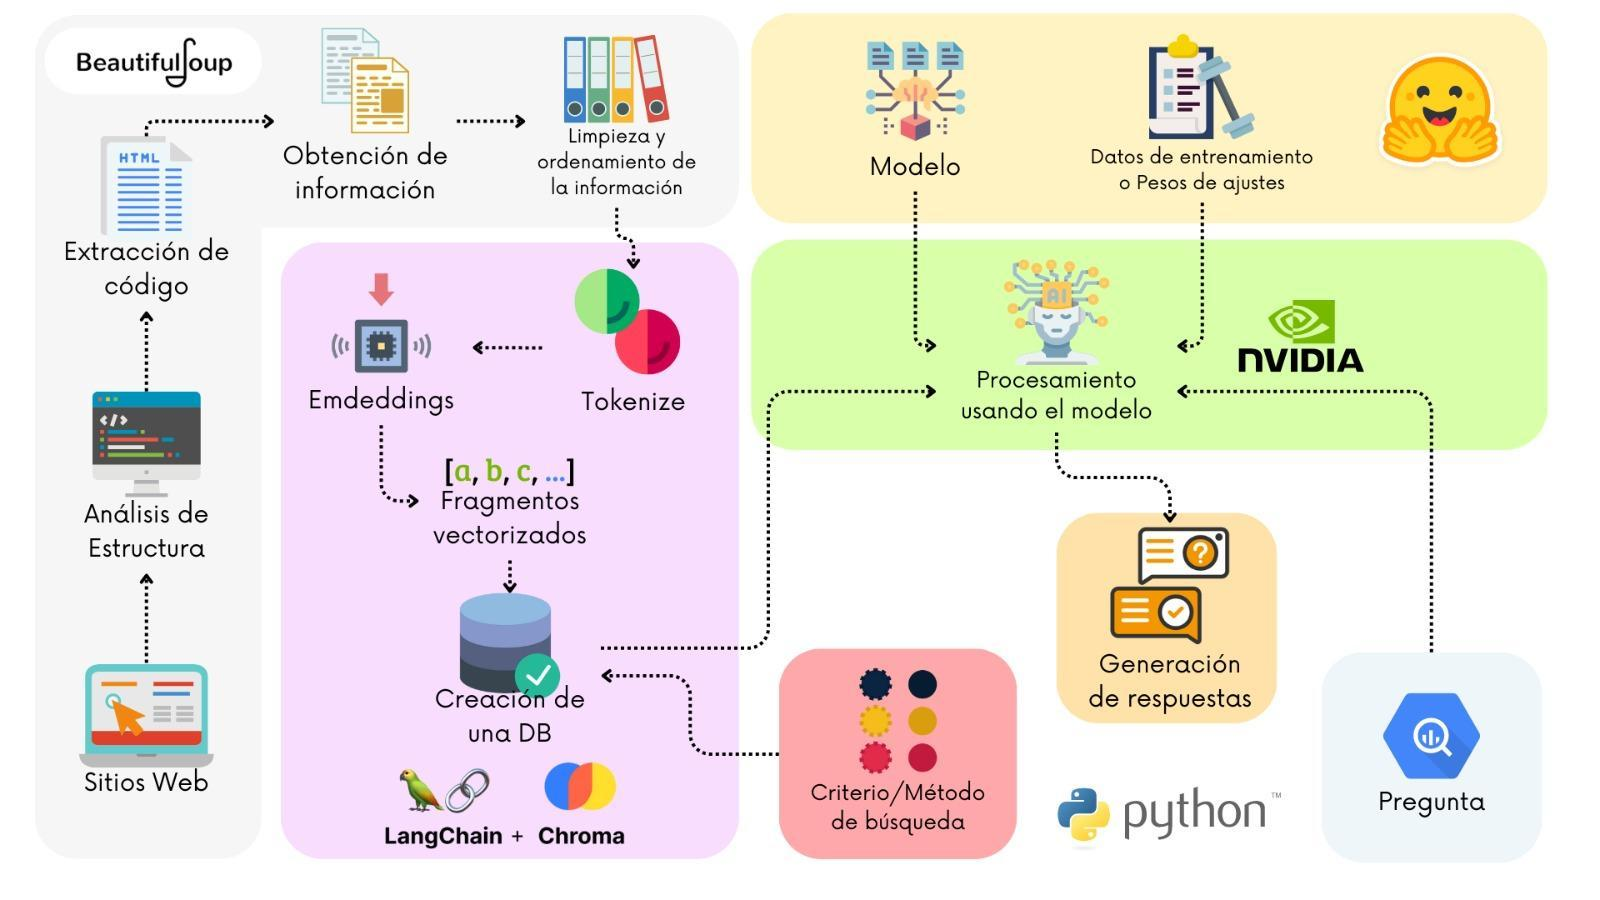 BeautifulSoup
HTML
Extracción de
código
</>
Análisis de
Estructura
Sitios Web
Obtención de
información
Limpieza y
ordenamiento de
la información
Modelo
Datos de entrenamiento
o Pesos de ajustes
Emdeddings
Tokenize
[a, b, c, ...]
Fragmentos
vectorizados
Creación de
una DB
LangChain + Chroma
AI
Procesamiento
usando el modelo
NVIDIA
Generación
de respuestas
Criterio/Método
de búsqueda
python™
Pregunta